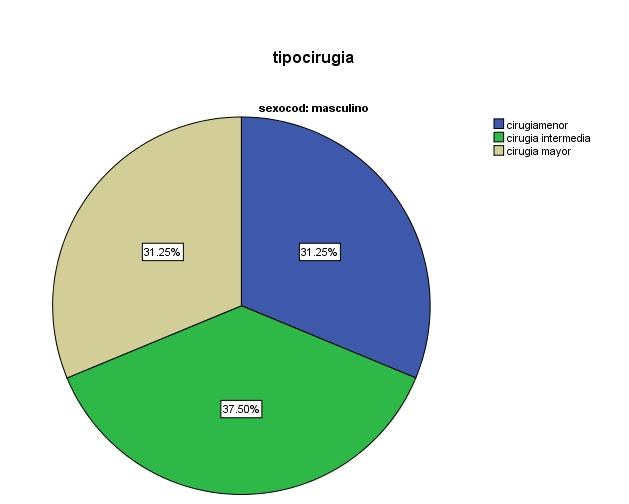 tipocirugia
sexocod: masculino
cirugiamenor
cirugia intermedia
cirugia mayor
31.25%
31.25%
37.50%